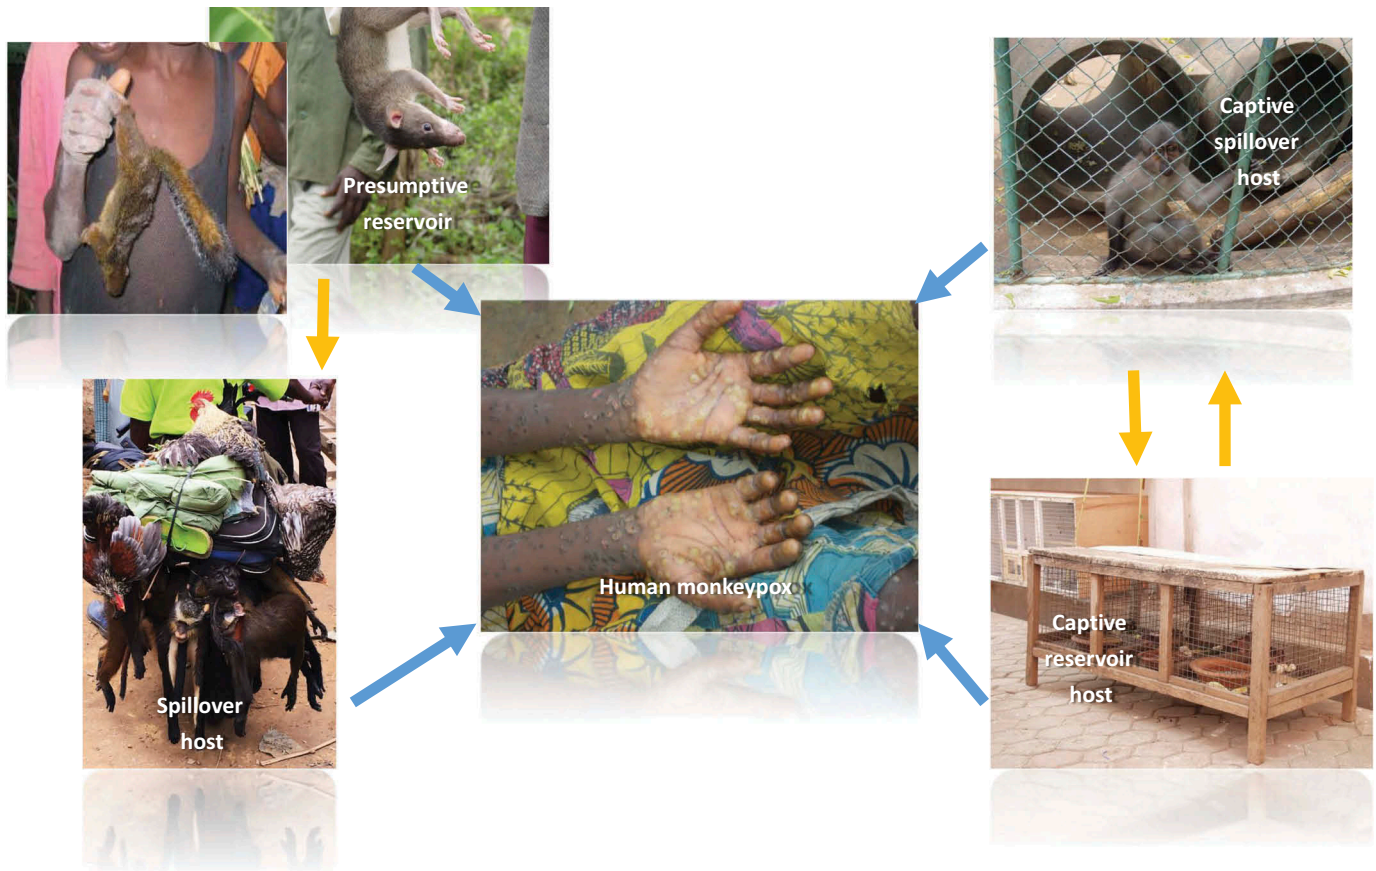 Presumptive
reservoir
Captive
spillover
host
Human monkeypox
Spillover
host
Captive
reservoir
host